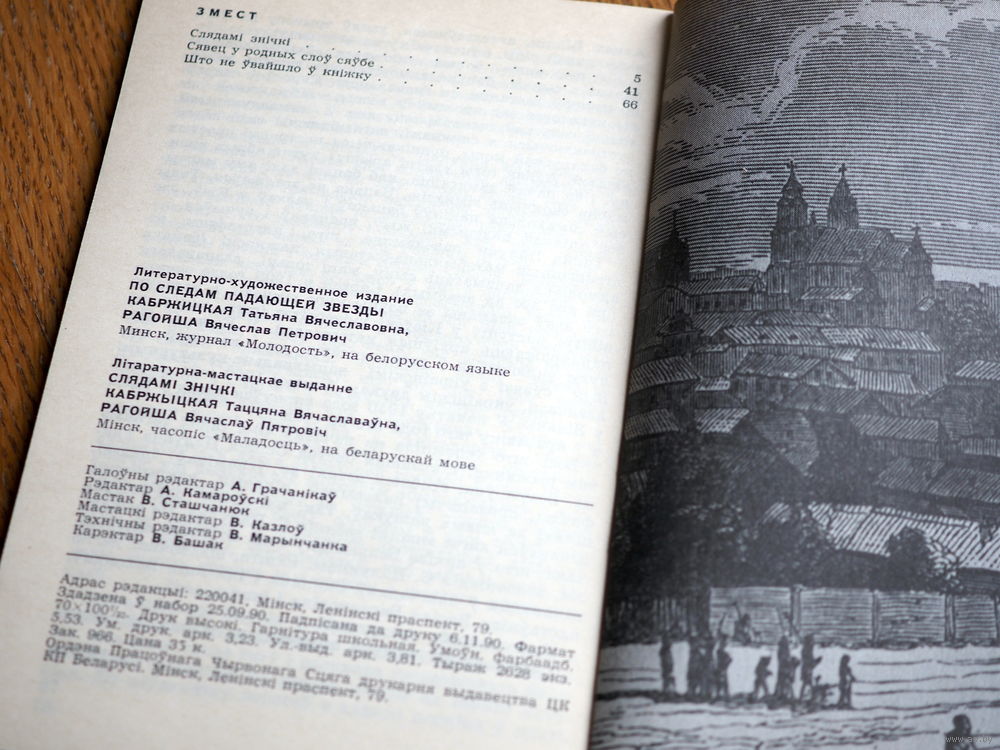 ЗМЕСТ
Слядамі знічкі . . . . . . . . . . 5
Сявец у родных слоў сяўбе . . . . . . . 41
Што не ўвайшло ў кніжку . . . . . . . 66
Литературно-художественное издание
ПО СЛЕДАМ ПАДАЮЩЕЙ ЗВЕЗДЫ
КАБРЖИЦКАЯ Татьяна Вячеславовна,
РАГОЙША Вячеслав Петрович
Минск, журнал «Молодость», на белорусском языке
Літаратурна-мастацкае выданне
СЛЯДАМІ ЗНІЧКІ
КАБРЖЫЦКАЯ Таццяна Вячаславаўна,
РАГОЙША Вячаслаў Пятровіч
Мінск, часопіс «Маладосць», на беларускай мове
Галоўны рэдактар А. Грачанікаў
Рэдактар А. Камароўскі
Мастак В. Сташчанюк
Мастацкі рэдактар В. Казлоў
Тэхнічны рэдактар В. Марынчанка
Карэктар В. Башак
Адрас рэдакцыі: 220041, Мінск, Ленінскі праспект, 79.
Здадзена ў набор 25.09.90. Падпісана да друку 6.11.90. Фармат
70×100¹⁄₃₂. Друк высокі. Гарнітура школьная. Умоўн. фарбаадб.
5,53. Ум. друк. арк. 3,23. Ул.-выд. арк. 3,81. Тыраж 2628 экз.
Зак. 966. Цана 35 к.
Ордэна Працоўнага Чырвонага Сцяга друкарня выдавецтва ЦК
КП Беларусі. Мінск, Ленінскі праспект, 79.
www.ay.by